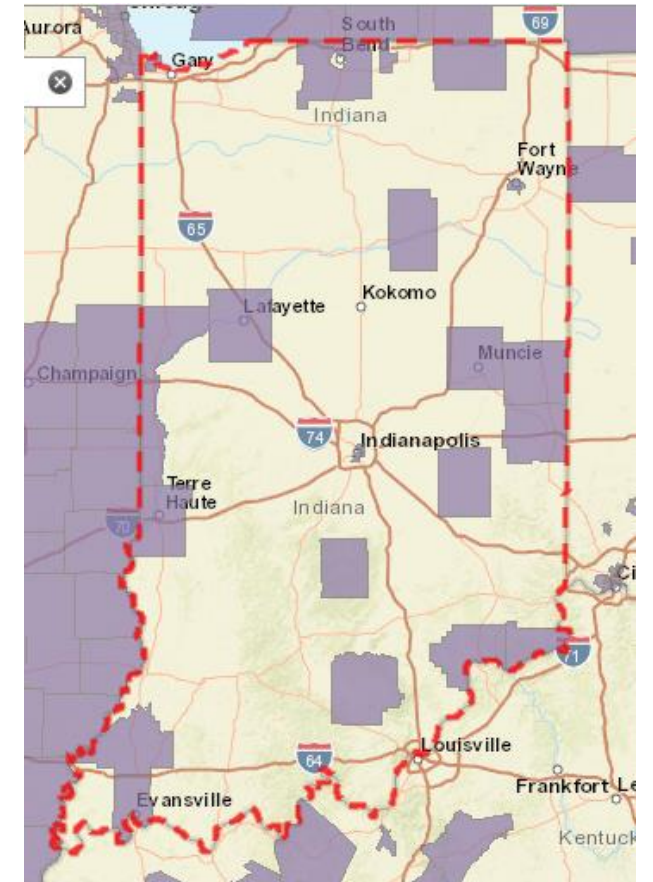 Aurora
South
Bend
69
Gary
Indiana
Fort
Wayne
65
Lafayette
Kokomo
Muncie
Champaign
74
Indianapolis
Terre
Haute
Indiana
70
71
Louisville
64
Evansville
Frankfort
Kentuck